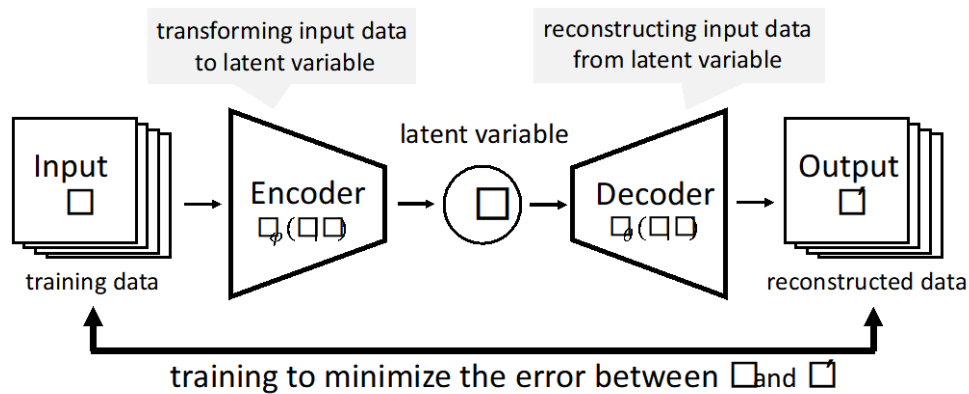 transforming input data
to latent variable
reconstructing input data
from latent variable
Input
□
training data
Encoder
□φ(□|□)
latent variable
□
Decoder
□θ(□|□)
Output
□′
reconstructed data
training to minimize the error between □ and □′